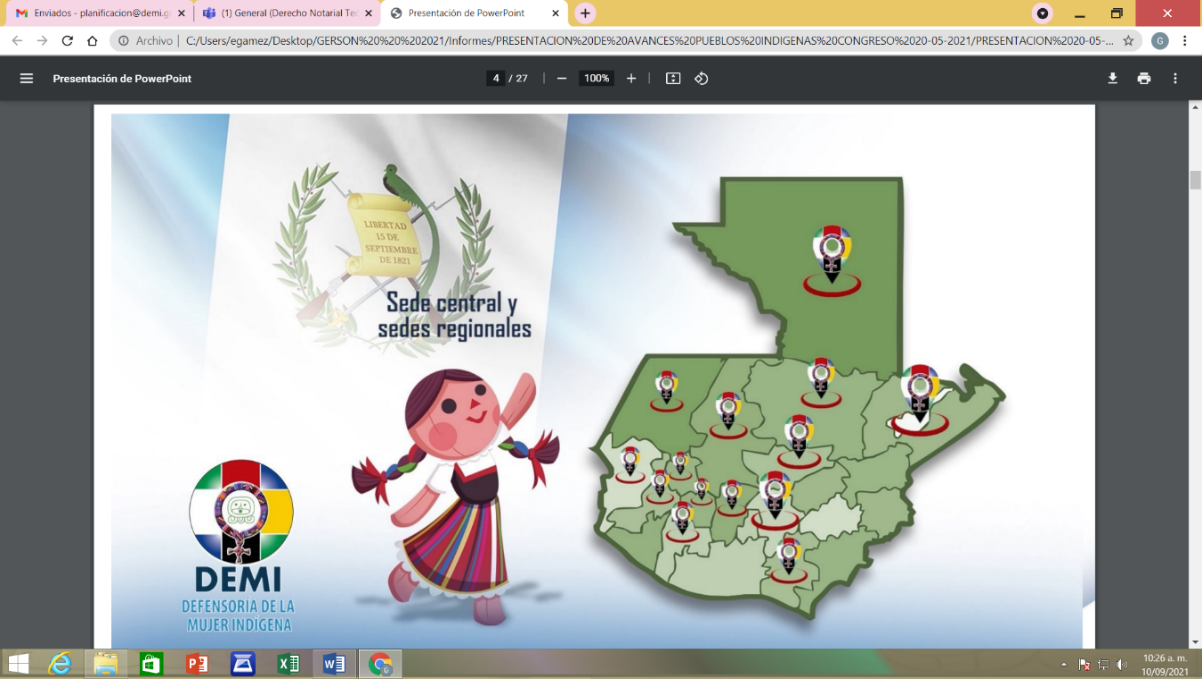 Enviados - planificacion@demi.g
(1) General (Derecho Notarial Te
Presentación de PowerPoint
Archivo
C:/Users/egamez/Desktop/GERSON%20%20%202021/Informes/PRESENTACION%20DE%20AVANCES%20PUEBLOS%20INDIGENAS%20CONGRESO%2020-05-2021/PRESENTACION%2020-05-...
G
Presentación de PowerPoint
4 / 27
100%
LIBERTAD
15 DE
SEPTIEMBRE
DE 1821
Sede central y
sedes regionales
DEMI
DEFENSORIA DE LA
MUJER INDIGENA
10:26 a. m.
10/09/2021